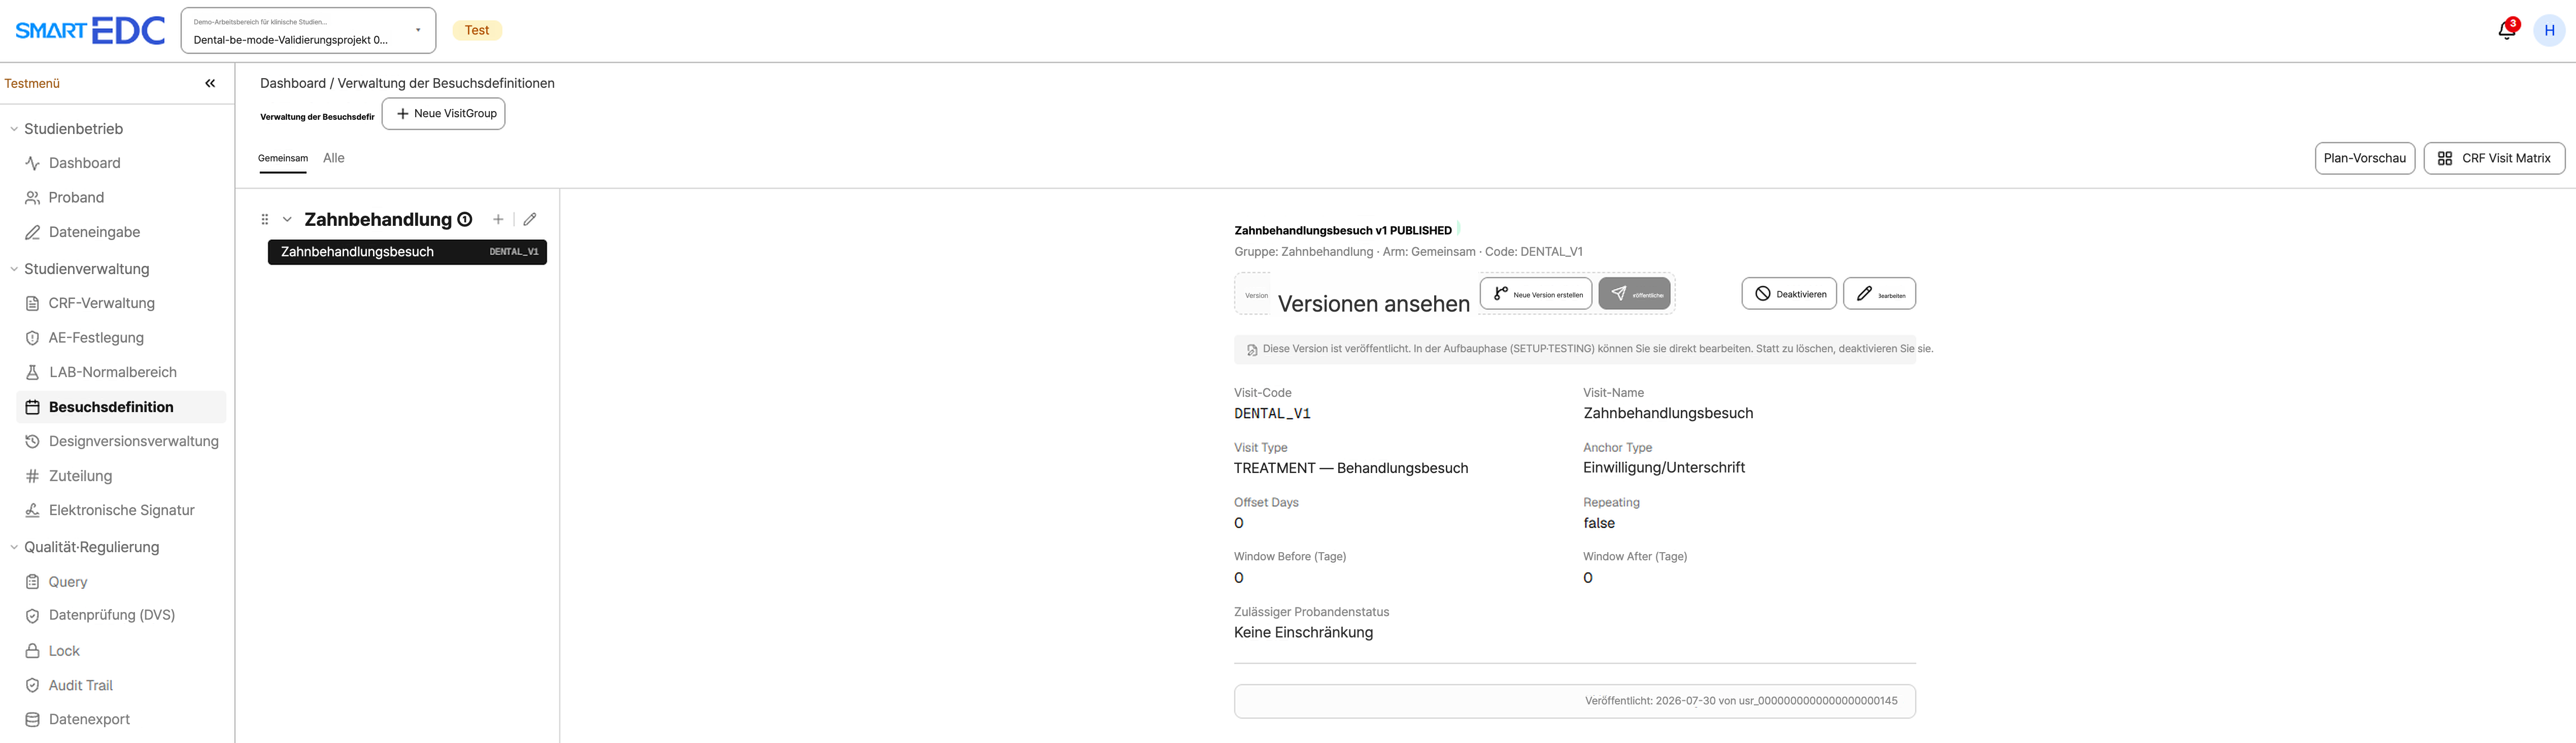 SMART EDC
Demo-Arbeitsbereich für klinische Studien...
Dental-be-mode-Validierungsprojekt 0...
Test
3
H
Testmenü
Studienbetrieb
Dashboard
Proband
Dateneingabe
Studienverwaltung
CRF-Verwaltung
AE-Festlegung
LAB-Normalbereich
Besuchsdefinition
Designversionsverwaltung
Zuteilung
Elektronische Signatur
Qualität·Regulierung
Query
Datenprüfung (DVS)
Lock
Audit Trail
Datenexport
Dashboard / Verwaltung der Besuchsdefinitionen
Verwaltung der Besuchsdefir
Neue VisitGroup
Gemeinsam
Alle
Plan-Vorschau
CRF Visit Matrix
Zahnbehandlung 1
Zahnbehandlungsbesuch DENTAL_V1
Zahnbehandlungsbesuch v1 PUBLISHED
Gruppe: Zahnbehandlung · Arm: Gemeinsam · Code: DENTAL_V1
Version
Versionen ansehen
Neue Version erstellen
Deaktivieren
Bearbeiten
Diese Version ist veröffentlicht. In der Aufbauphase (SETUP·TESTING) können Sie sie direkt bearbeiten. Statt zu löschen, deaktivieren Sie sie.
Visit-Code
DENTAL_V1
Visit-Name
Zahnbehandlungsbesuch
Visit Type
TREATMENT — Behandlungsbesuch
Anchor Type
Einwilligung/Unterschrift
Offset Days
0
Repeating
false
Window Before (Tage)
0
Window After (Tage)
0
Zulässiger Probandenstatus
Keine Einschränkung
Veröffentlicht: 2026-07-30 von usr_0000000000000000000145